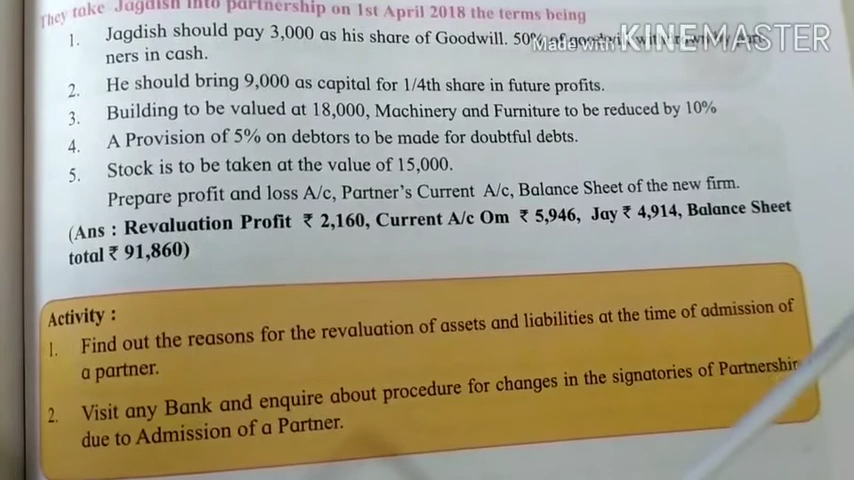 They take Jagdish into partnership on 1st April 2018 the terms being
1. Jagdish should pay 3,000 as his share of Goodwill. 50%
Made with KINEMASTER
ners in cash.
2. He should bring 9,000 as capital for 1/4th share in future profits.
3. Building to be valued at 18,000, Machinery and Furniture to be reduced by 10%
4. A Provision of 5% on debtors to be made for doubtful debts.
5. Stock is to be taken at the value of 15,000.
Prepare profit and loss A/c, Partner's Current A/c, Balance Sheet of the new firm.
(Ans : Revaluation Profit ₹ 2,160, Current A/c Om ₹ 5,946, Jay ₹ 4,914, Balance Sheet
total ₹ 91,860)
Activity :
1. Find out the reasons for the revaluation of assets and liabilities at the time of admission of
a partner.
2. Visit any Bank and enquire about procedure for changes in the signatories of Partnership
due to Admission of a Partner.